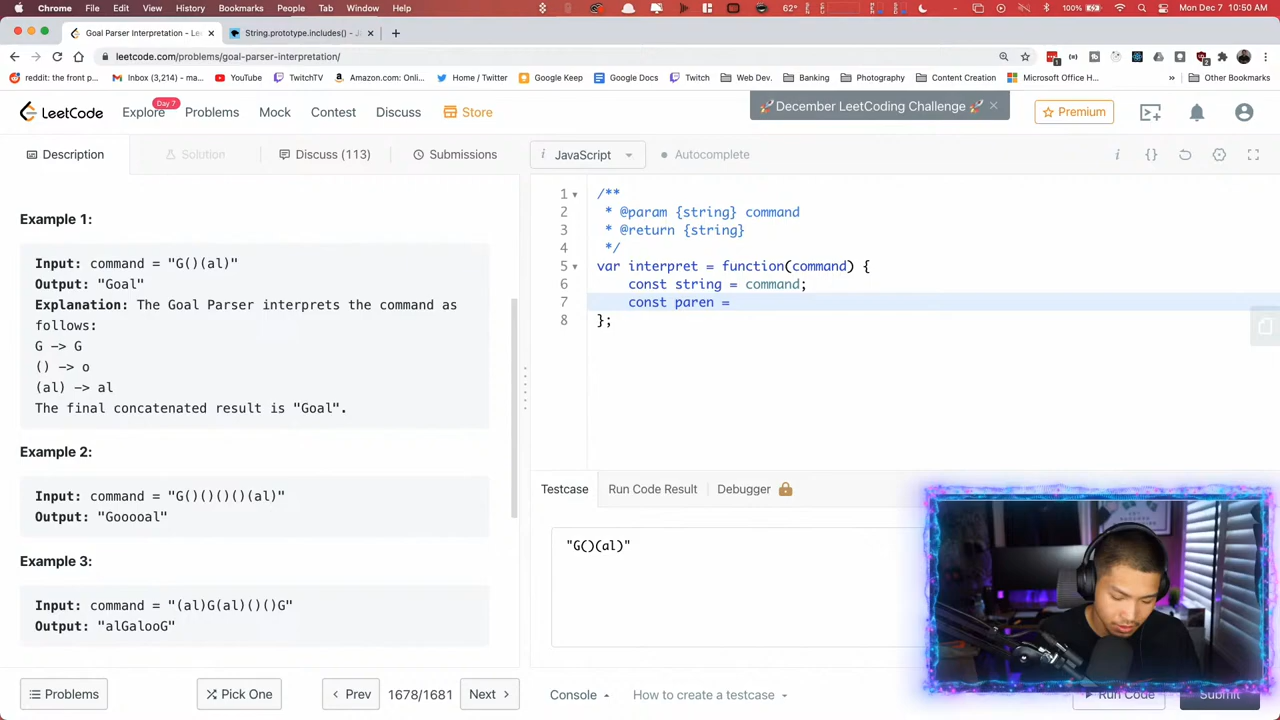 Chrome File Edit View History Bookmarks People Tab Window Help
100% Mon Dec 7 10:50 AM
Goal Parser Interpretation - Le
String.prototype.includes() - Ja
leetcode.com/problems/goal-parser-interpretation
reddit: the front p... Inbox (3,214) - ma... YouTube TwitchTV Amazon.com: Onli... Home / Twitter Google Keep Google Docs Twitch Web Dev. Banking Photography Content Creation Microsoft Office H... » Other Bookmarks
LeetCode Explore Day 7 Problems Mock Contest Discuss Store
December LeetCoding Challenge
Premium
Description Solution Discuss (113) Submissions
i JavaScript Autocomplete
Example 1:
Input: command = "G()(al)"
Output: "Goal"
Explanation: The Goal Parser interprets the command as
follows:
G -> G
() -> o
(al) -> al
The final concatenated result is "Goal".
Example 2:
Input: command = "G()()()()(al)"
Output: "Gooooal"
Example 3:
Input: command = "(al)G(al)()()G"
Output: "alGalooG"
1 /**
2 * @param {string} command
3 * @return {string}
4 */
5 var interpret = function(command) {
6 const string = command;
7 const paren =
8 };
Testcase Run Code Result Debugger
"G()(al)"
Problems Pick One Prev 1678/1681 Next
Console How to create a testcase Run Code Submit